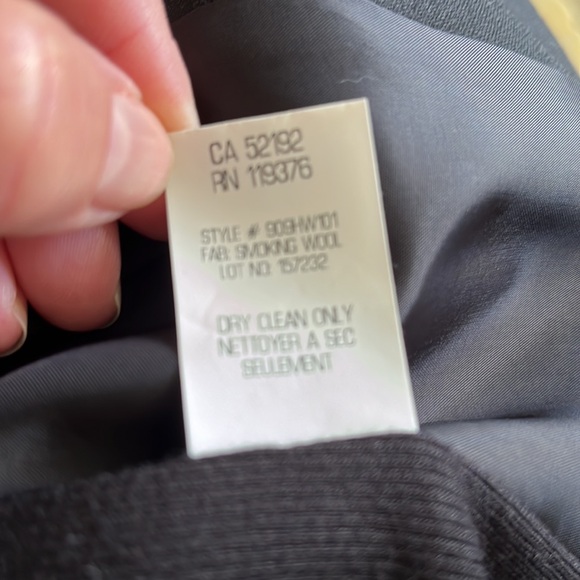 CA 52192
RN 119376
STYLE # 909HW101
FAB: SMOKING WOOL
LOT NO: 157232
DRY CLEAN ONLY
NETTOYER A SEC
SEULEMENT